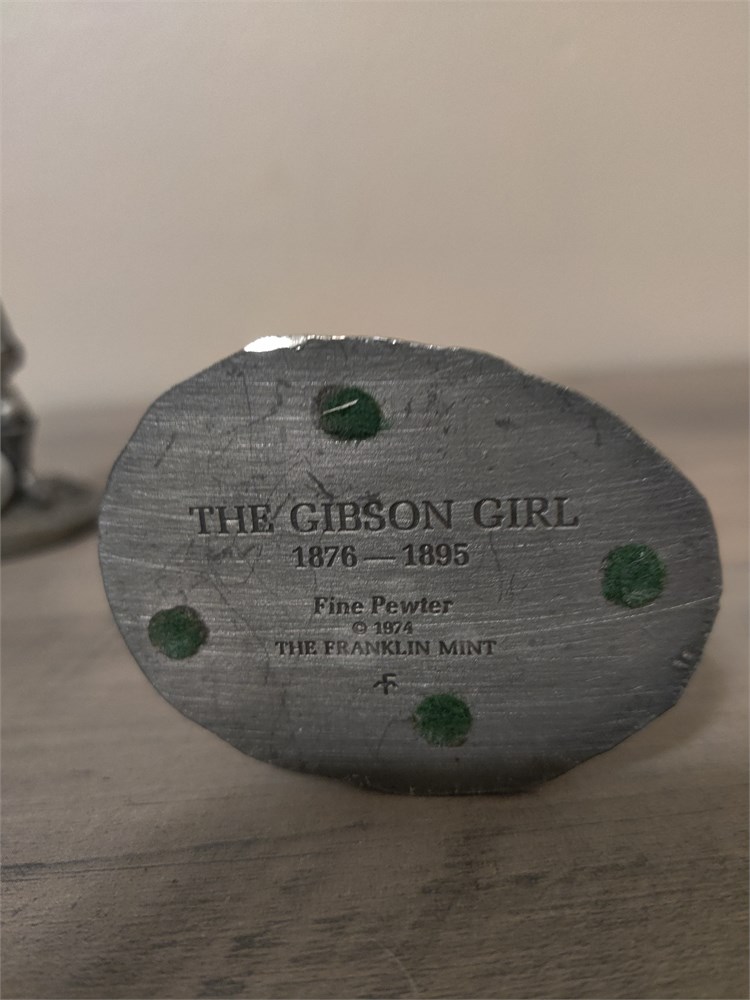 THE GIBSON GIRL
1876 — 1895
Fine Pewter
© 1974
THE FRANKLIN MINT